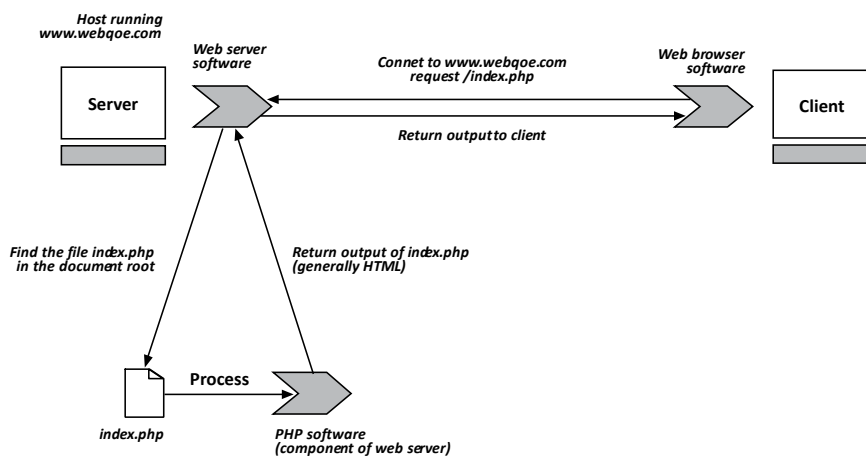 Host running
www.webqoe.com
Web server
software
Connet to www.webqoe.com
request /index.php
Web browser
software
Server
Client
Return output to client
Find the file index.php
in the document root
Return output of index.php
(generally HTML)
Process
index.php
PHP software
(component of web server)